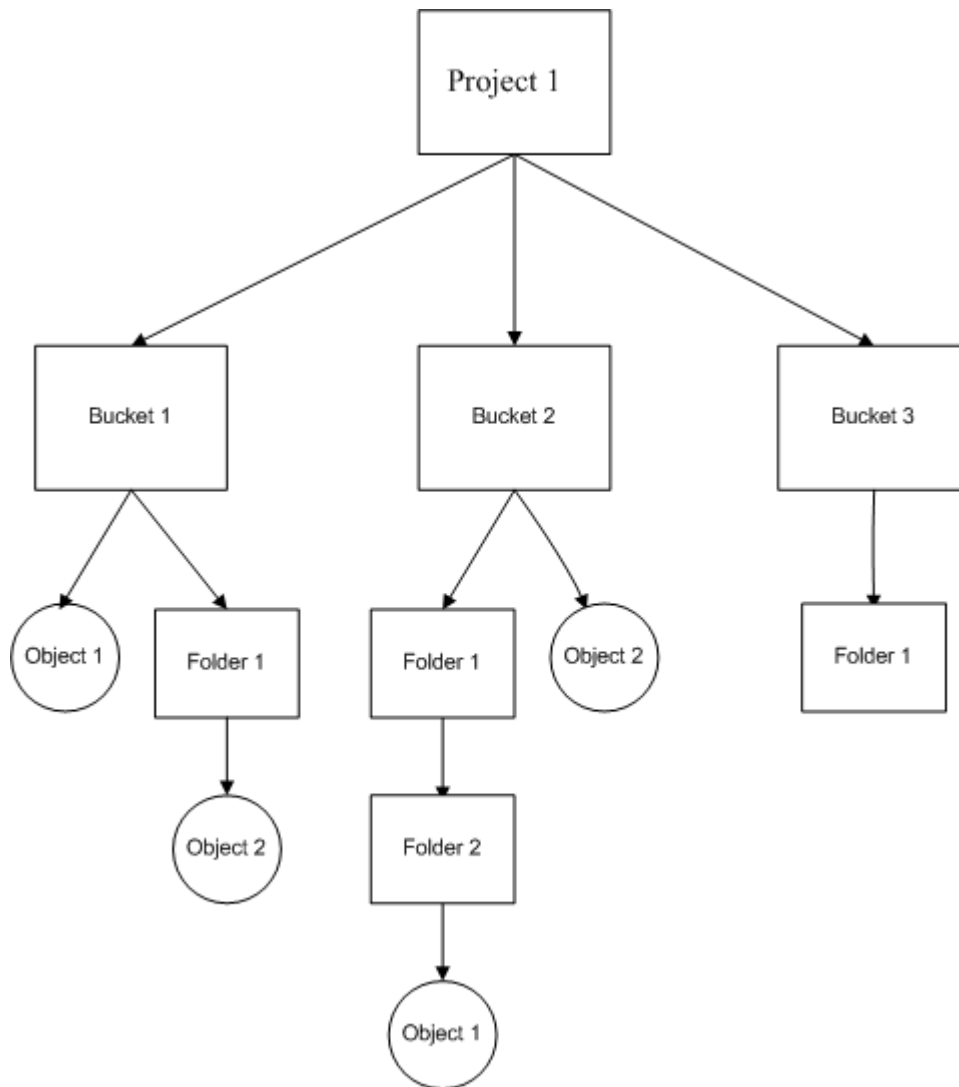 Project 1
Bucket 1
Bucket 2
Bucket 3
Object 1
Folder 1
Folder 1
Object 2
Folder 1
Object 2
Folder 2
Object 1